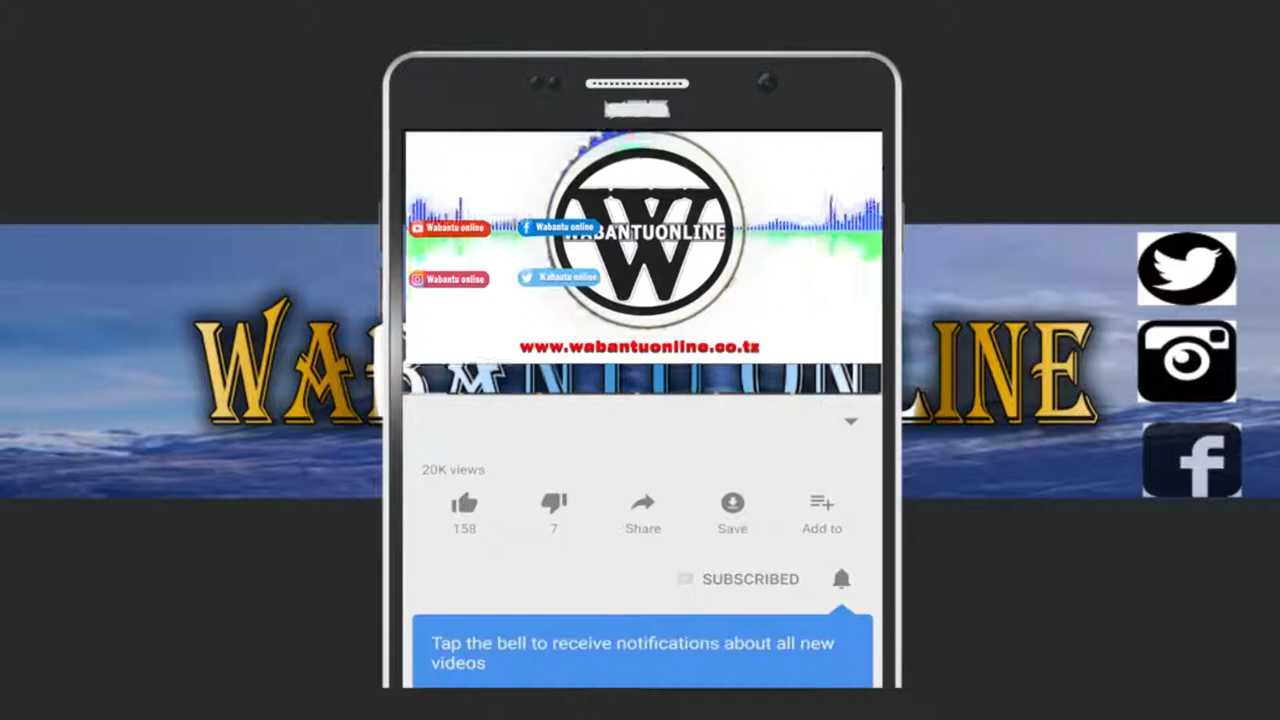 WABANTUONLINE
Wabantu online
Wabantu online
Wabantu online
Wabantu online
www.wabantuonline.co.tz
20K views
158
7
Share
Save
Add to
SUBSCRIBED
Tap the bell to receive notifications about all new
videos